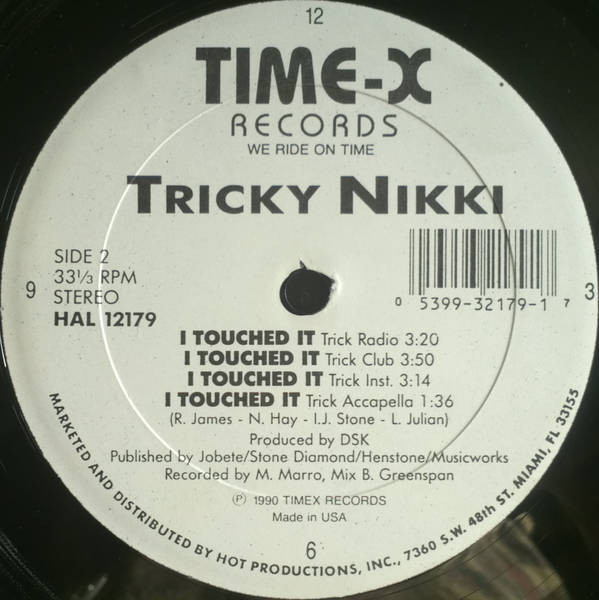 12
TIME-X
RECORDS
WE RIDE ON TIME
TRICKY NIKKI
SIDE 2
33⅓ RPM
STEREO
HAL 12179
9
3
0 5399-32179-1 7
I TOUCHED IT Trick Radio 3:20
I TOUCHED IT Trick Club 3:50
I TOUCHED IT Trick Inst. 3:14
I TOUCHED IT Trick Accapella 1:36
(R. James - N. Hay - I.J. Stone - L. Julian)
Produced by DSK
Published by Jobete/Stone Diamond/Henstone/Musicworks
Recorded by M. Marro, Mix B. Greenspan
℗ 1990 TIMEX RECORDS
Made in USA
6
MARKETED AND DISTRIBUTED BY HOT PRODUCTIONS, INC., 7360 S.W. 48th ST. MIAMI, FL 33155